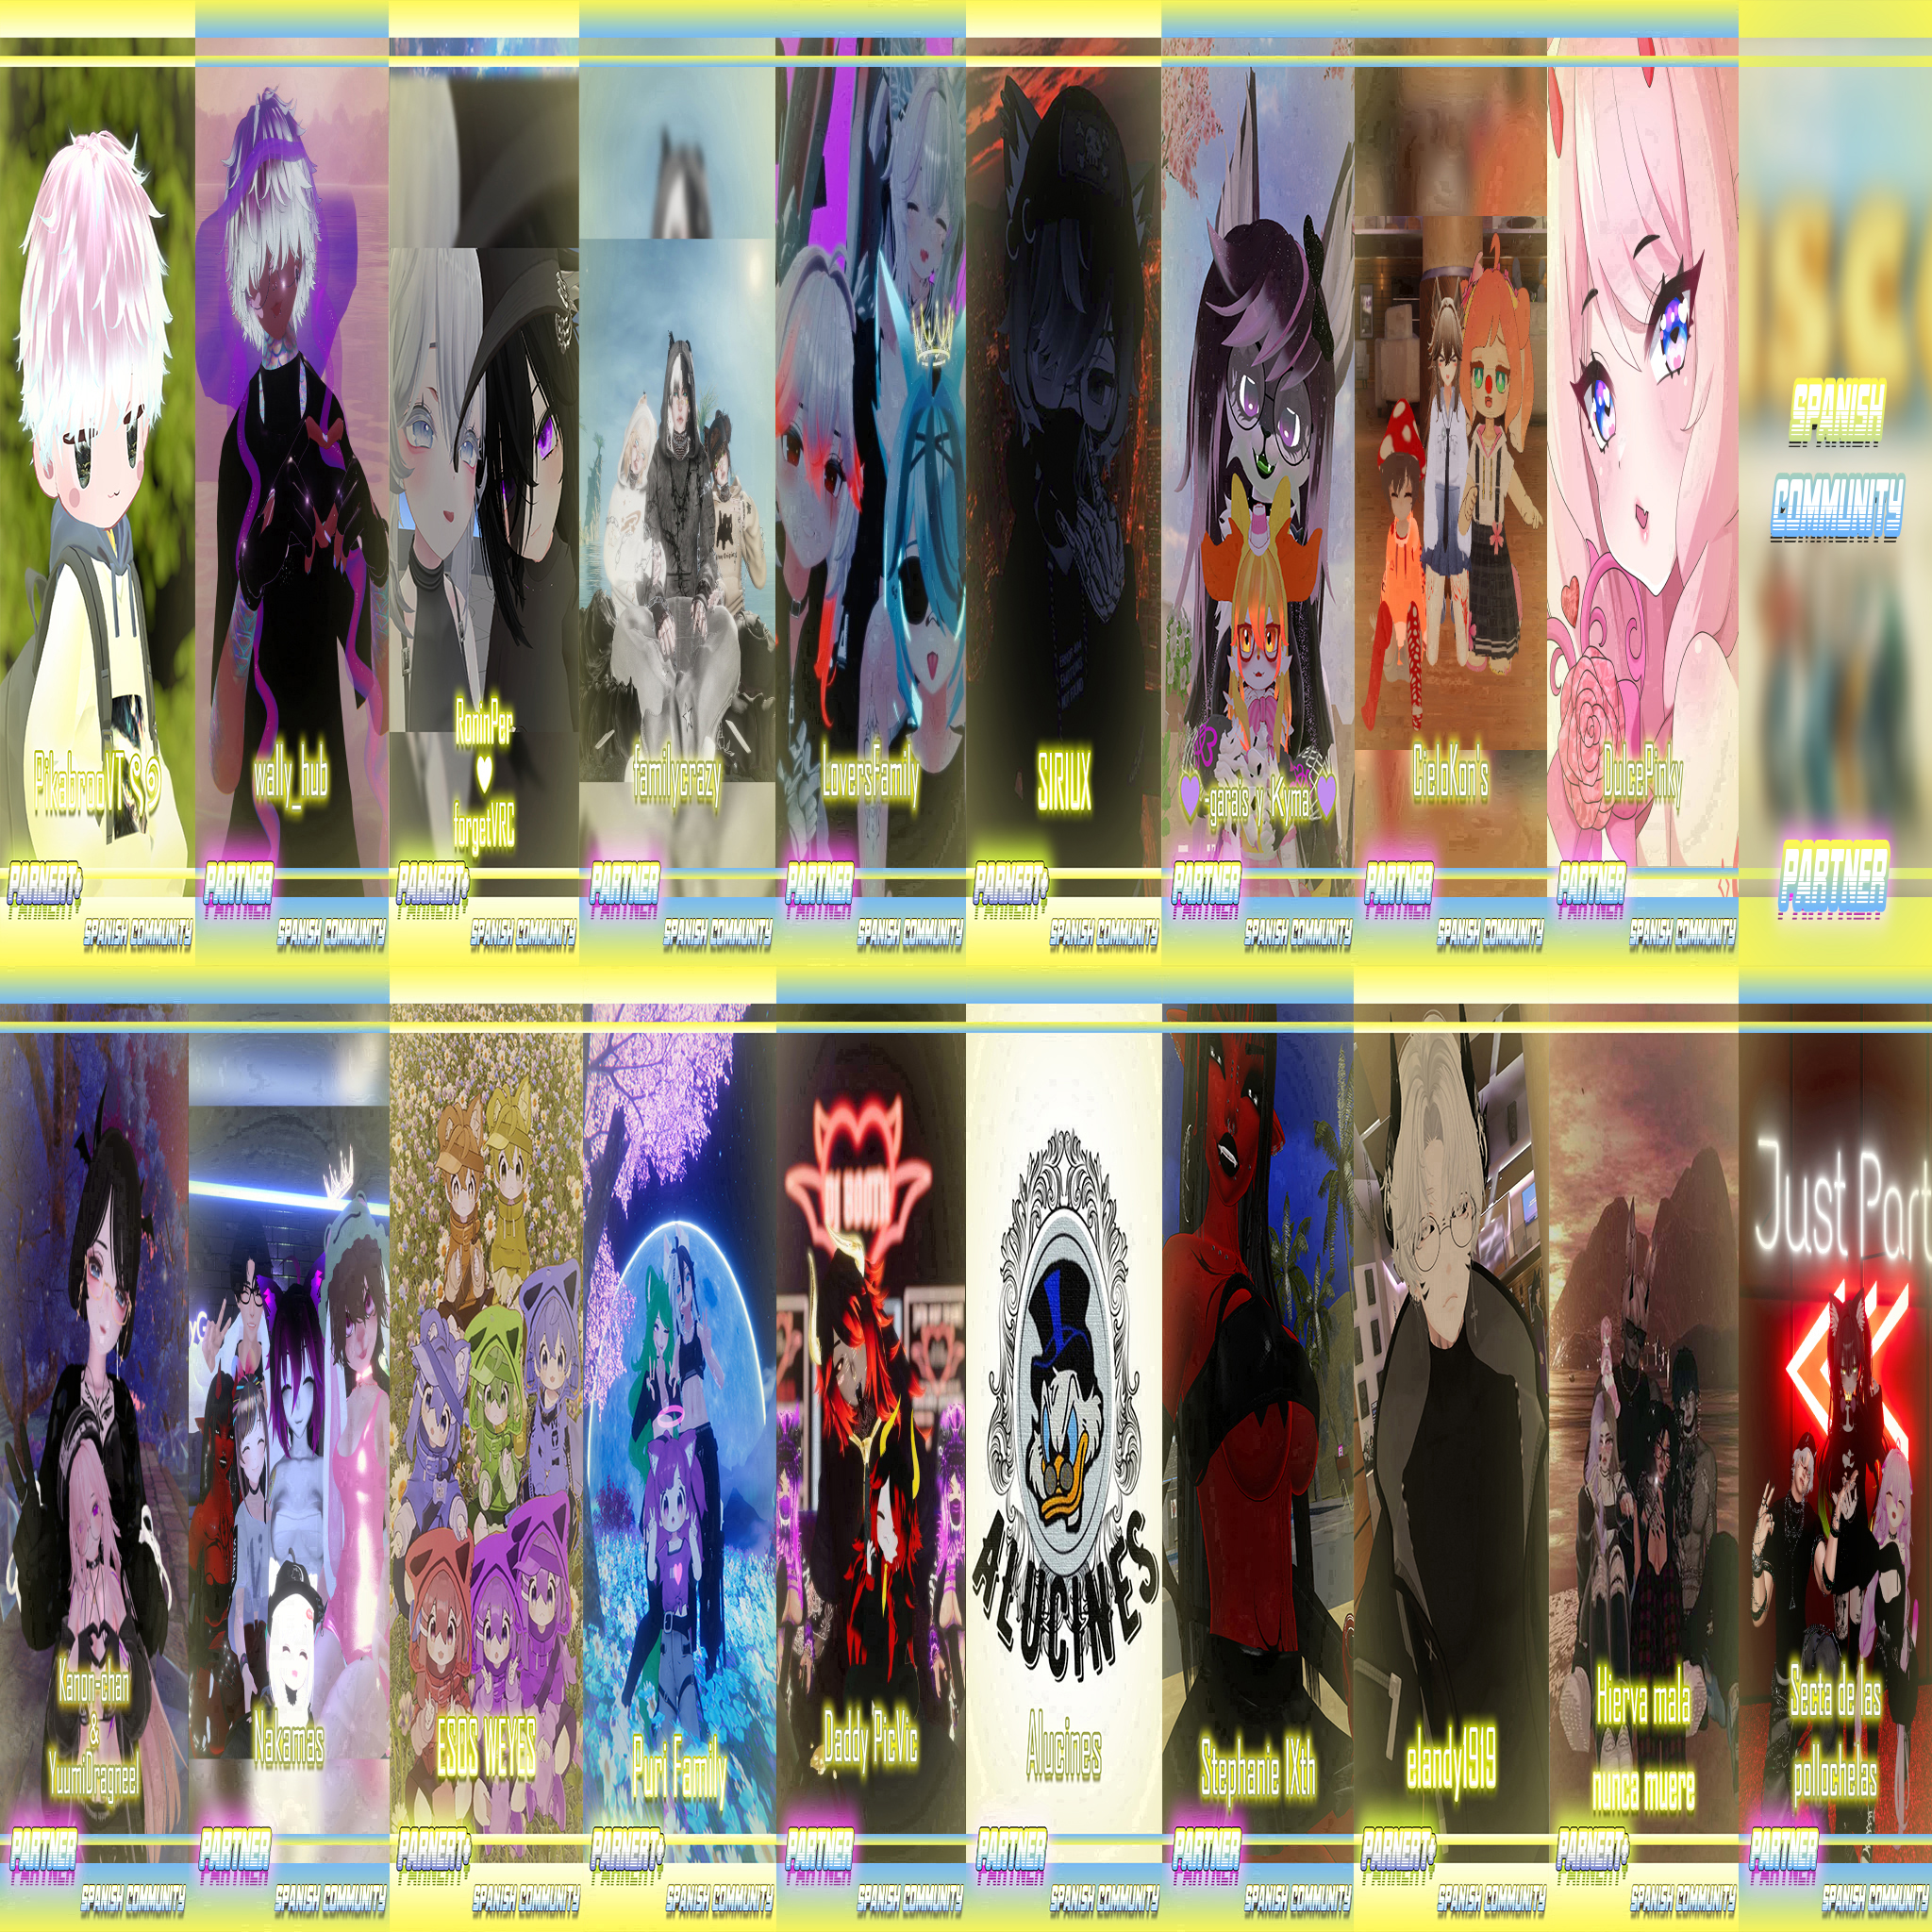 PikabrooVT
PARNERT+
SPANISH COMMUNITY
wally_hub
PARTNER
SPANISH COMMUNITY
RoninPer
forgetVRC
PARNERT+
SPANISH COMMUNITY
familycrazy
PARTNER
SPANISH COMMUNITY
LoversFamily
PARTNER
SPANISH COMMUNITY
SIRIUX
PARNERT+
SPANISH COMMUNITY
-garais y Kyma
PARTNER
SPANISH COMMUNITY
CieloKon's
PARTNER
SPANISH COMMUNITY
DulcePinky
PARTNER
SPANISH COMMUNITY
SPANISH
COMMUNITY
PARTNER
Kanon-chan
&
YuumiDragneel
PARTNER
SPANISH COMMUNITY
Nakamas
PARTNER
SPANISH COMMUNITY
ESOS WEYES
PARNERT+
SPANISH COMMUNITY
Puri Family
PARNERT+
SPANISH COMMUNITY
Daddy PicVic
PARTNER
SPANISH COMMUNITY
ALUCINES
Alucines
PARTNER
SPANISH COMMUNITY
Stephanie IXth
PARTNER
SPANISH COMMUNITY
elandy1919
PARNERT+
SPANISH COMMUNITY
Hierva mala
nunca muere
PARNERT+
SPANISH COMMUNITY
Just Part
Secta de las
pollochelas
PARTNER
SPANISH COMMUNITY